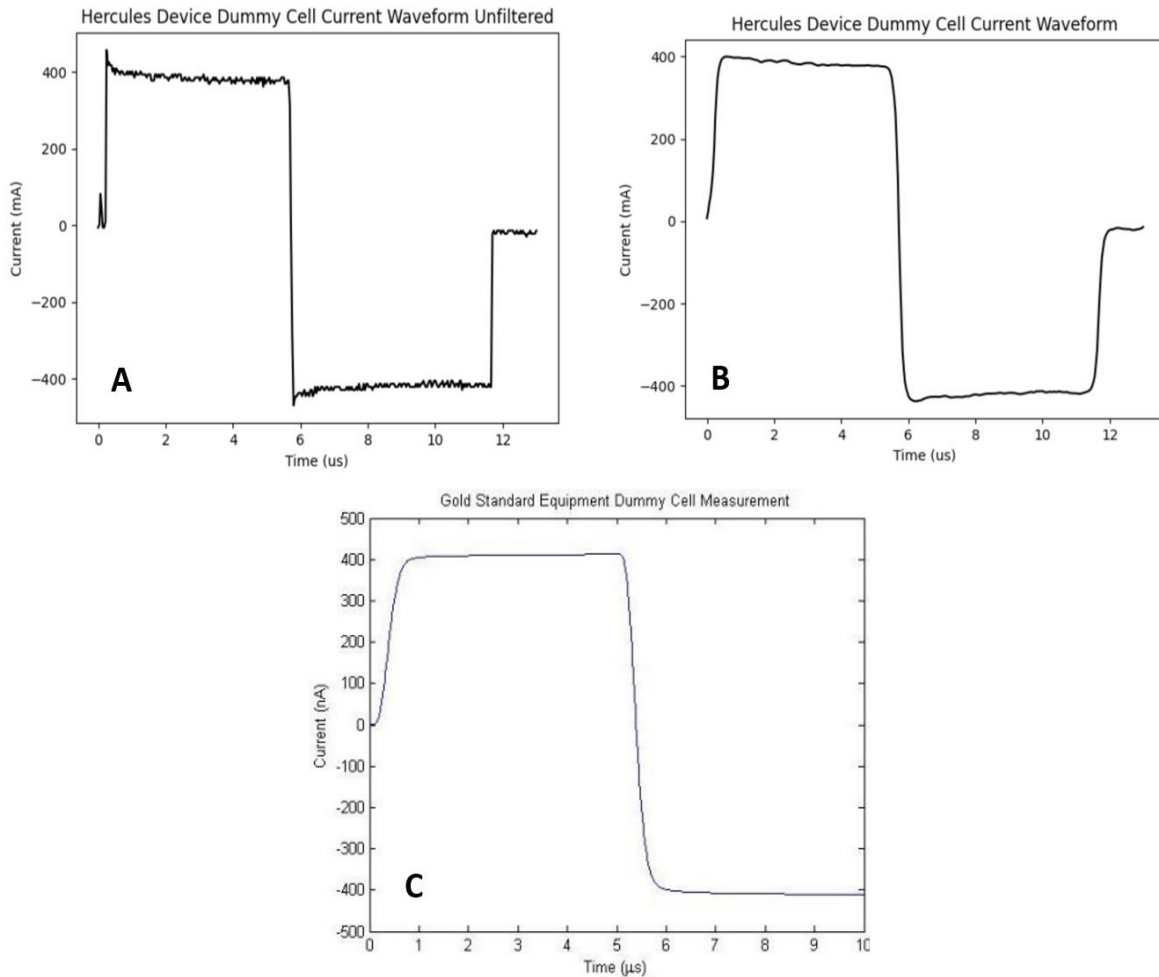 Hercules Device Dummy Cell Current Waveform Unfiltered
400
200
0
−200
−400
Current (mA)
A
0 2 4 6 8 10 12
Time (us)
Hercules Device Dummy Cell Current Waveform
400
200
0
−200
−400
Current (mA)
B
0 2 4 6 8 10 12
Time (us)
Gold Standard Equipment Dummy Cell Measurement
500
400
300
200
100
0
-100
-200
-300
-400
-500
Current (nA)
C
0 1 2 3 4 5 6 7 8 9 10
Time (µs)